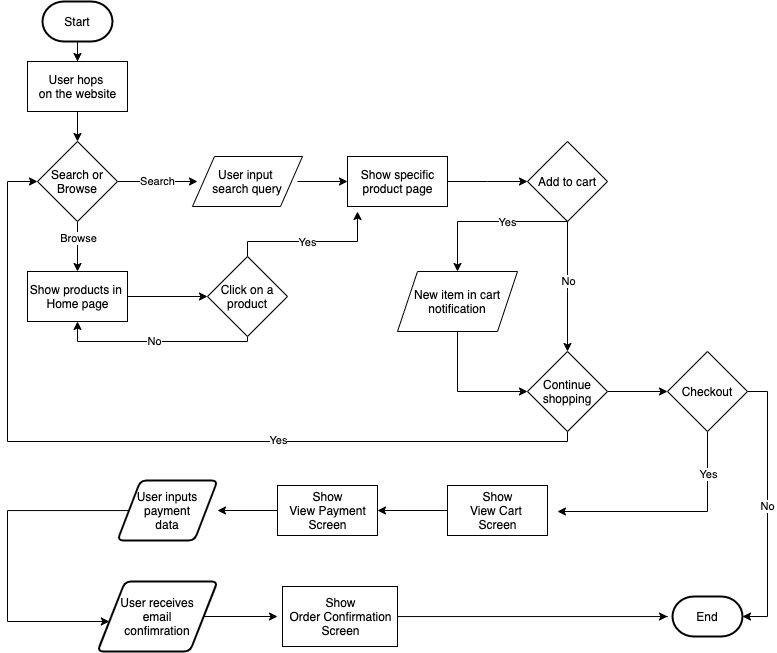 Start
User hops
on the website
Search or
Browse
Search
User input
search query
Show specific
product page
Add to cart
Yes
Browse
Yes
No
Show products in
Home page
Click on a
product
New item in cart
notification
No
Continue
shopping
Checkout
Yes
Yes
No
User inputs
payment
data
Show
View Payment
Screen
Show
View Cart
Screen
User receives
email
confimration
Show
Order Confirmation
Screen
End